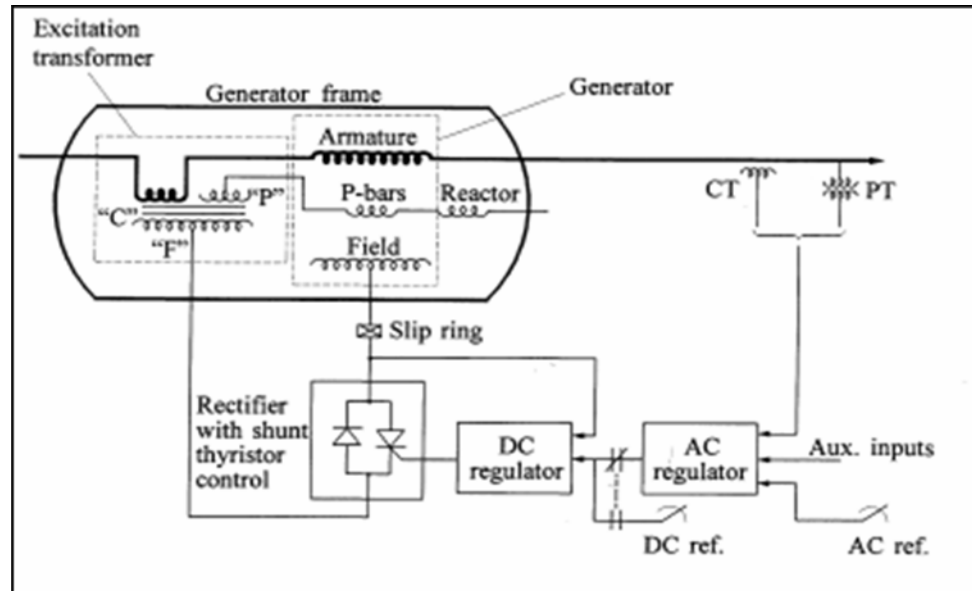 Excitation
transformer
Generator frame
Generator
Armature
"P"
P-bars
Reactor
CT
PT
"C"
"F"
Field
Slip ring
Rectifier
with shunt
thyristor
control
DC
regulator
AC
regulator
Aux. inputs
DC ref.
AC ref.